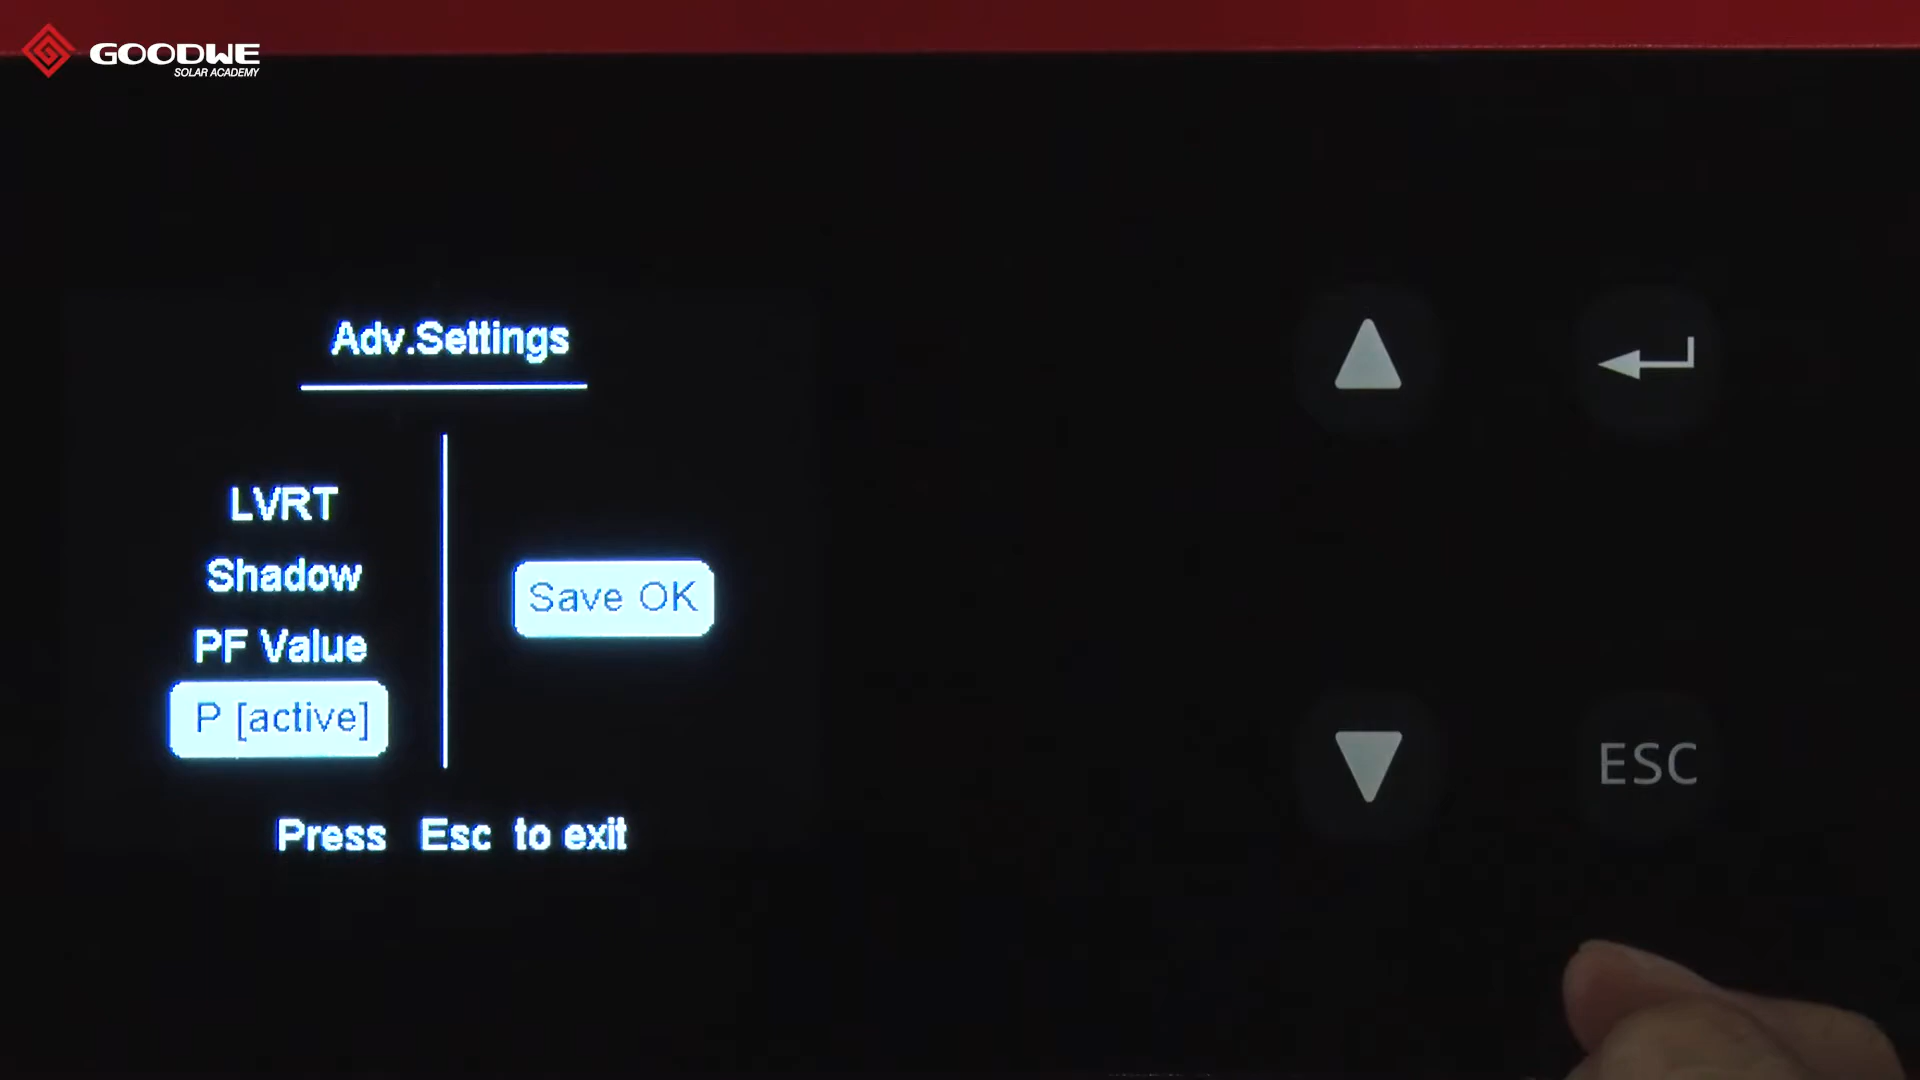 GOODWE
SOLAR ACADEMY
Adv.Settings
LVRT
Shadow
PF Value
P [active]
Save OK
Press Esc to exit
ESC